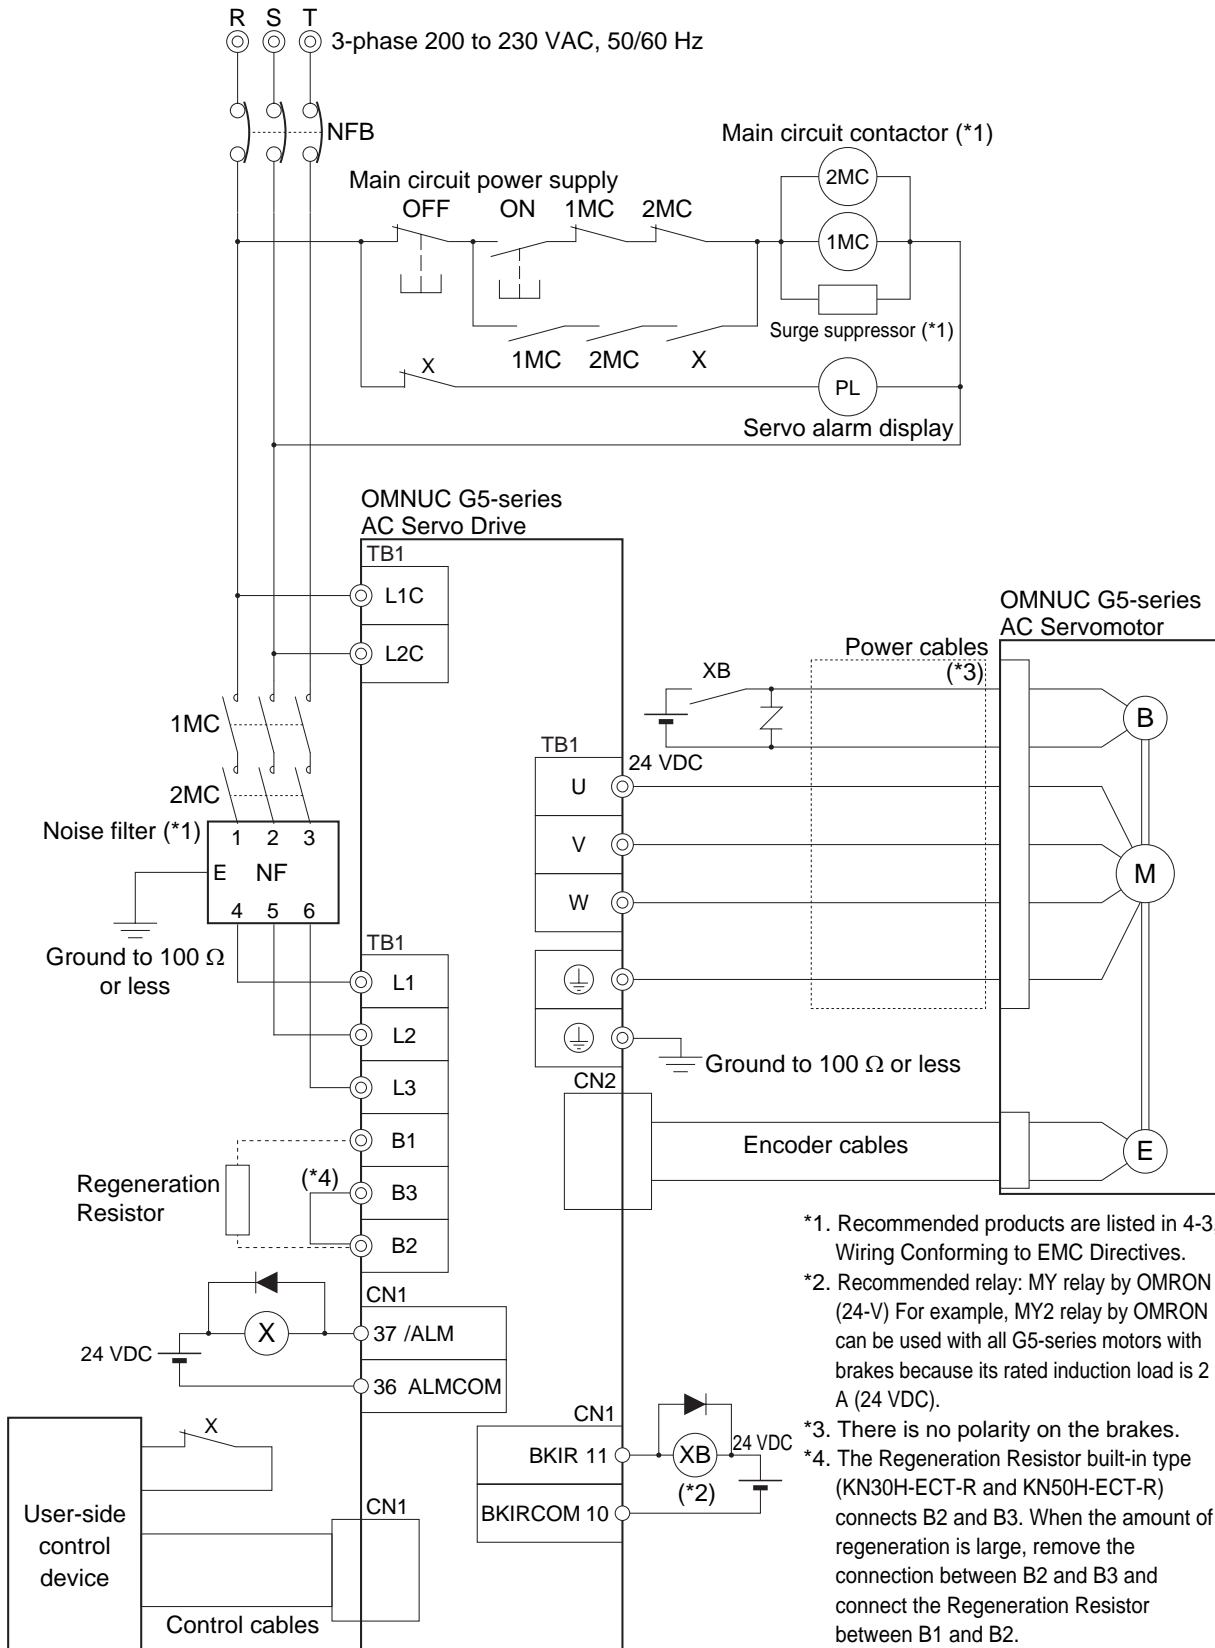 R S T
3-phase 200 to 230 VAC, 50/60 Hz
NFB
Main circuit contactor (*1)
Main circuit power supply
2MC
OFF ON 1MC 2MC
1MC
Surge suppressor (*1)
1MC 2MC X
X
PL
Servo alarm display
OMNUC G5-series
AC Servo Drive
TB1
L1C
L2C
OMNUC G5-series
AC Servomotor
Power cables
(*3)
XB
B
1MC
TB1
24 VDC
2MC
U
Noise filter (*1)
1 2 3
V
E NF
M
W
4 5 6
Ground to 100 Ω
or less
TB1
L1
L2
Ground to 100 Ω or less
L3
CN2
B1
Encoder cables
E
Regeneration
Resistor
(*4)
B3
B2
*1. Recommended products are listed in 4-3,
Wiring Conforming to EMC Directives.
*2. Recommended relay: MY relay by OMRON
(24-V) For example, MY2 relay by OMRON
can be used with all G5-series motors with
brakes because its rated induction load is 2
A (24 VDC).
*3. There is no polarity on the brakes.
*4. The Regeneration Resistor built-in type
(KN30H-ECT-R and KN50H-ECT-R)
connects B2 and B3. When the amount of
regeneration is large, remove the
connection between B2 and B3 and
connect the Regeneration Resistor
between B1 and B2.
CN1
X
37 /ALM
24 VDC
36 ALMCOM
CN1
X
BKIR 11
XB
24 VDC
(*2)
BKIRCOM 10
User-side
control
device
CN1
Control cables